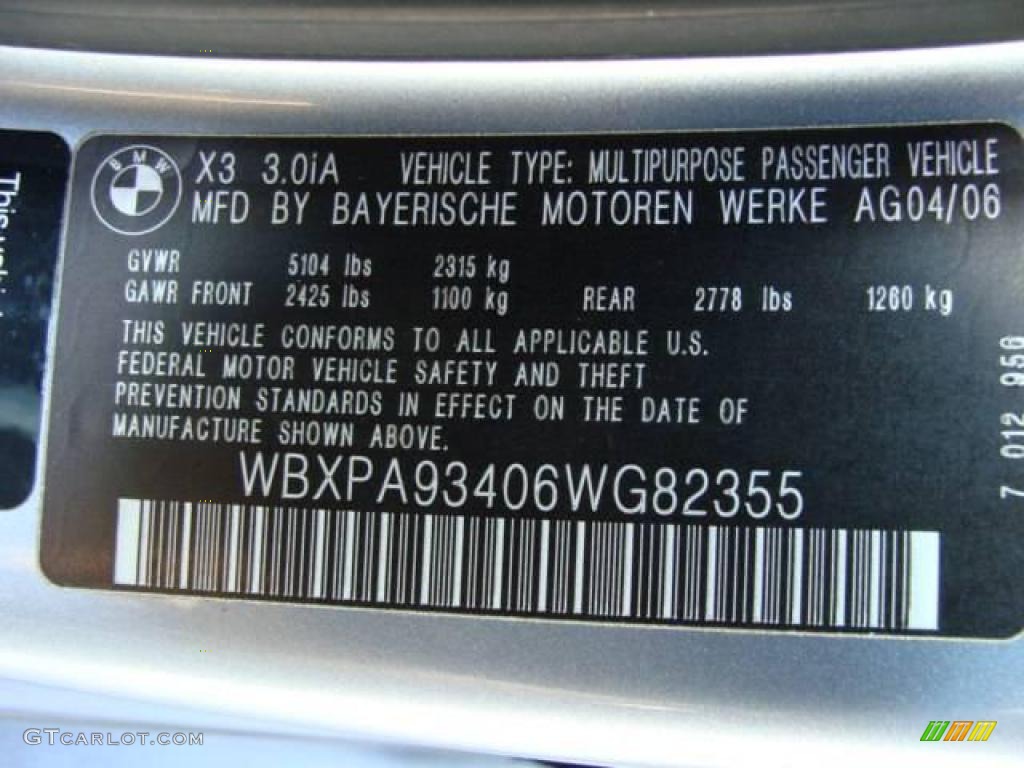 BMW
X3 3.0iA VEHICLE TYPE: MULTIPURPOSE PASSENGER VEHICLE
MFD BY BAYERISCHE MOTOREN WERKE AG04/06
GVWR 5104 lbs 2315 kg
GAWR FRONT 2425 lbs 1100 kg REAR 2778 lbs 1260 kg
THIS VEHICLE CONFORMS TO ALL APPLICABLE U.S.
FEDERAL MOTOR VEHICLE SAFETY AND THEFT
PREVENTION STANDARDS IN EFFECT ON THE DATE OF
MANUFACTURE SHOWN ABOVE.
WBXPA93406WG82355
7 012 956
This
GTCARLOT.COM